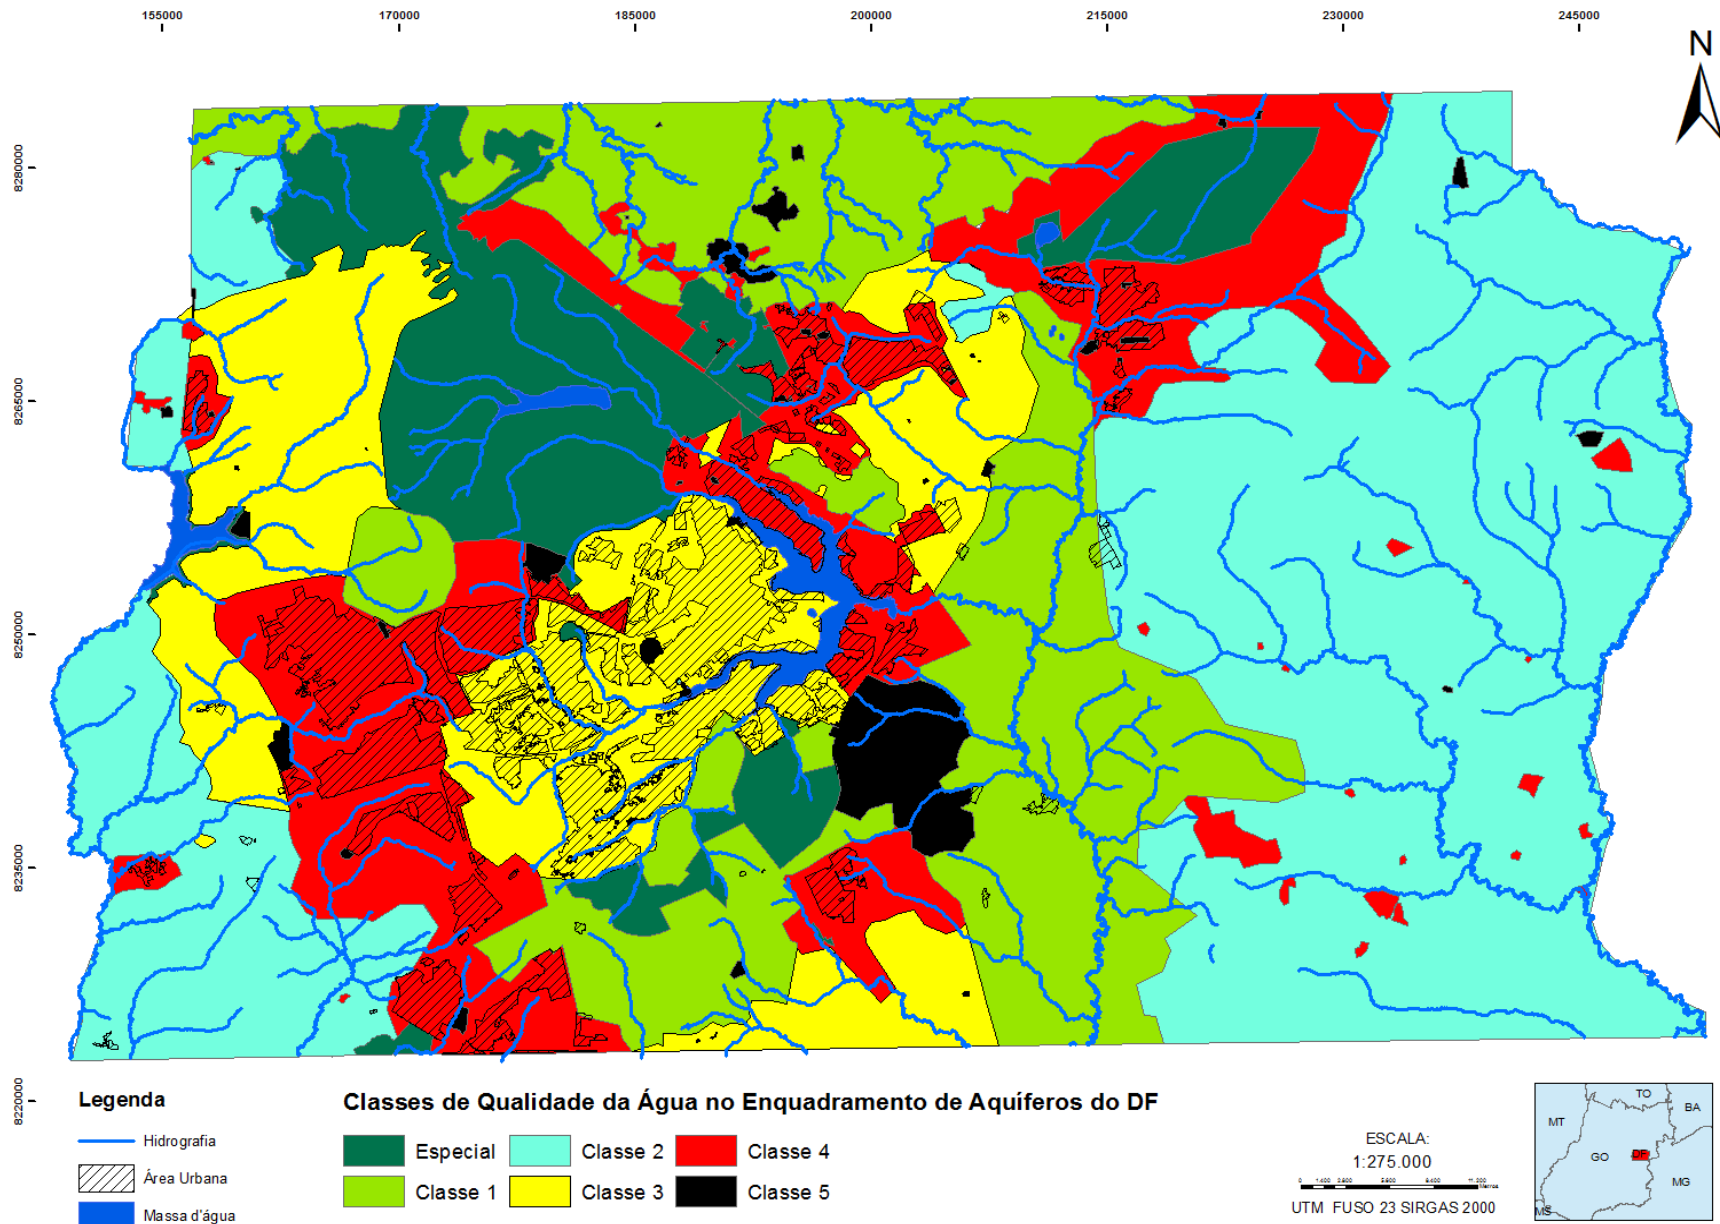 155000 170000 185000 200000 215000 230000 245000
N
8280000
8265000
8250000
8235000
8220000
Legenda
Hidrografia
Área Urbana
Massa d'água
Classes de Qualidade da Água no Enquadramento de Aquíferos do DF
Especial Classe 2 Classe 4
Classe 1 Classe 3 Classe 5
ESCALA:
1:275.000
UTM FUSO 23 SIRGAS 2000
TO
MT BA
GO DF
MG
MS